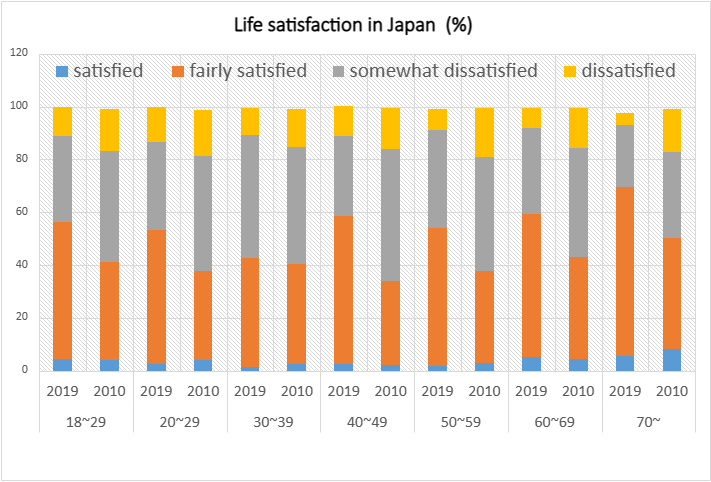 Life satisfaction in Japan (%)
120
satisfied fairly satisfied somewhat dissatisfied dissatisfied
100
80
60
40
20
0
2019 2010 2019 2010 2019 2010 2019 2010 2019 2010 2019 2010 2019 2010
18~29 20~29 30~39 40~49 50~59 60~69 70~